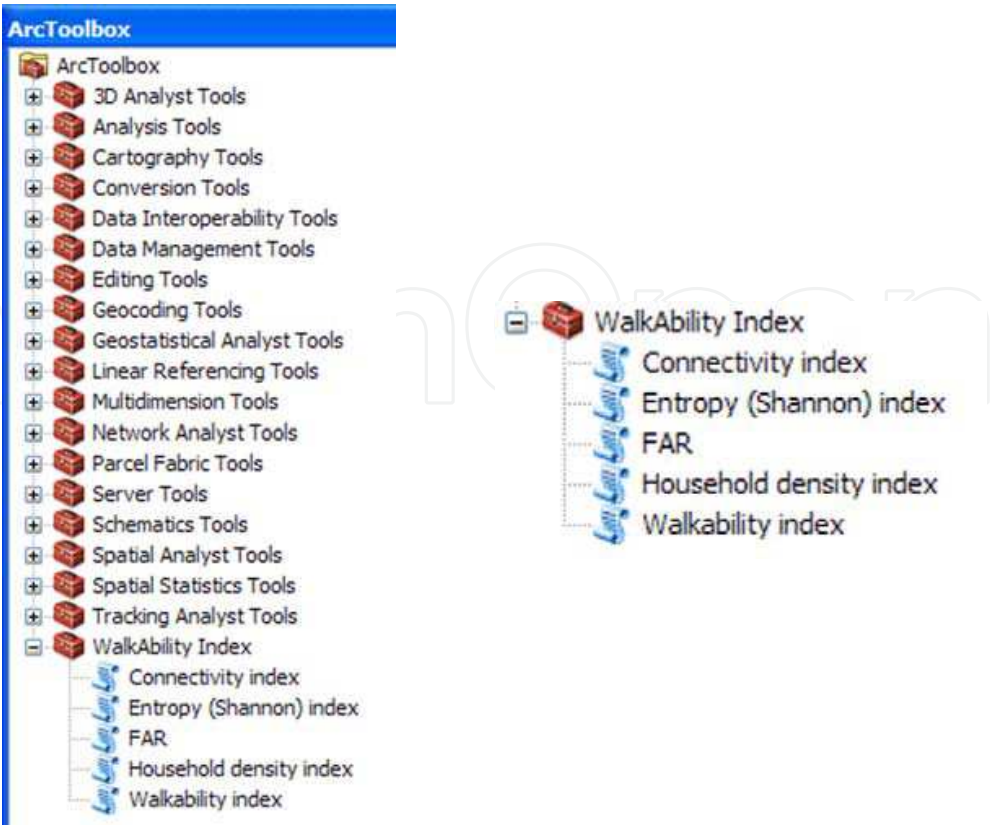 ArcToolbox
ArcToolbox
3D Analyst Tools
Analysis Tools
Cartography Tools
Conversion Tools
Data Interoperability Tools
Data Management Tools
Editing Tools
Geocoding Tools
Geostatistical Analyst Tools
Linear Referencing Tools
Multidimension Tools
Network Analyst Tools
Parcel Fabric Tools
Server Tools
Schematics Tools
Spatial Analyst Tools
Spatial Statistics Tools
Tracking Analyst Tools
WalkAbility Index
Connectivity index
Entropy (Shannon) index
FAR
Household density index
Walkability index
WalkAbility Index
Connectivity index
Entropy (Shannon) index
FAR
Household density index
Walkability index